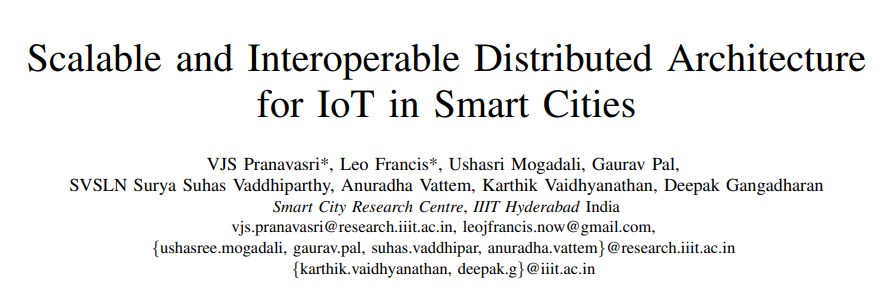 Scalable and Interoperable Distributed Architecture
for IoT in Smart Cities
VJS Pranavasri*, Leo Francis*, Ushasri Mogadali, Gaurav Pal,
SVSLN Surya Suhas Vaddhiparthy, Anuradha Vattem, Karthik Vaidhyanathan, Deepak Gangadharan
Smart City Research Centre, IIIT Hyderabad India
vjs.pranavasri@research.iiit.ac.in, leojfrancis.now@gmail.com,
{ushasree.mogadali, gaurav.pal, suhas.vaddhipar, anuradha.vattem}@research.iiit.ac.in
{karthik.vaidhyanathan, deepak.g}@iiit.ac.in